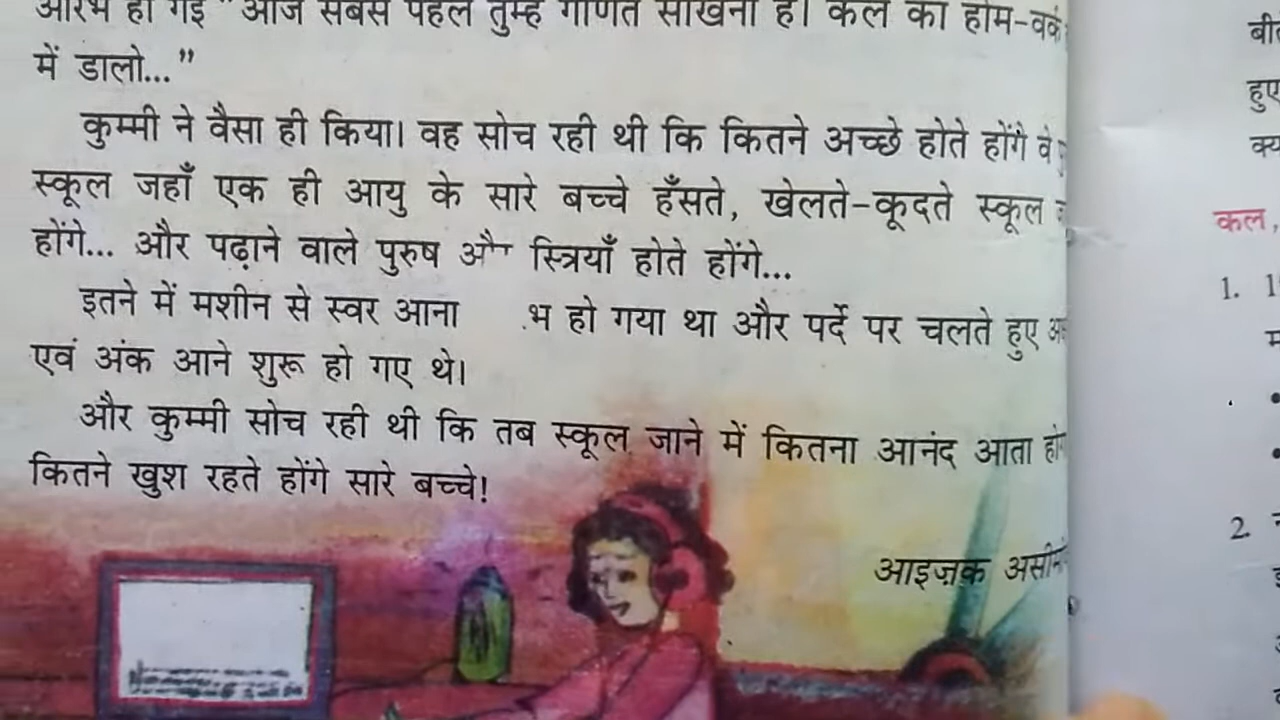 आरंभ हो गई "आज सबसे पहले तुम्हें गणित सीखना है। कल का होम-वर्क
में डालो..."
कुम्मी ने वैसा ही किया। वह सोच रही थी कि कितने अच्छे होते होंगे वे
स्कूल जहाँ एक ही आयु के सारे बच्चे हँसते, खेलते-कूदते स्कूल
होंगे... और पढ़ाने वाले पुरुष स्त्रियाँ होते होंगे...
इतने में मशीन से स्वर आना भ हो गया था और पर्दे पर चलते हुए
एवं अंक आने शुरू हो गए थे।
और कुम्मी सोच रही थी कि तब स्कूल जाने में कितना आनंद आता
कितने खुश रहते होंगे सारे बच्चे!
आइज़क
कल,
1.
2.